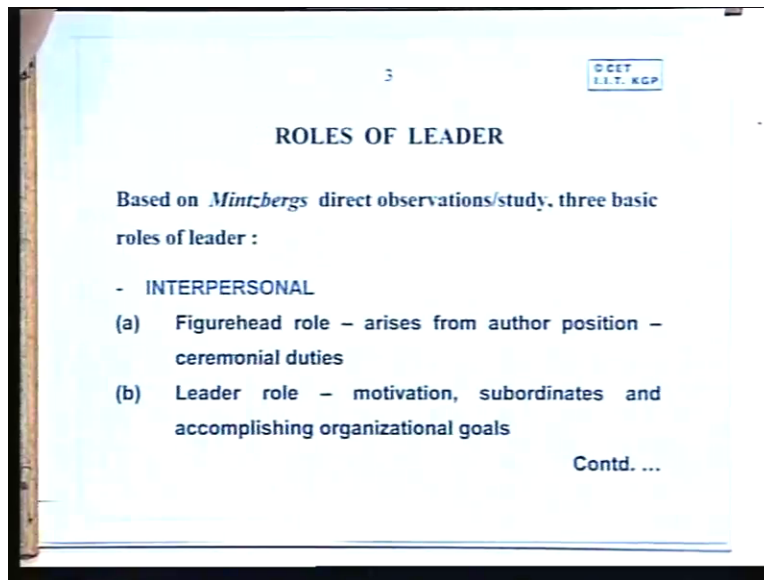 3
© CET
I.I.T. KGP
ROLES OF LEADER
Based on Mintzbergs direct observations/study, three basic
roles of leader :
- INTERPERSONAL
(a) Figurehead role – arises from author position –
ceremonial duties
(b) Leader role – motivation, subordinates and
accomplishing organizational goals
Contd. ...